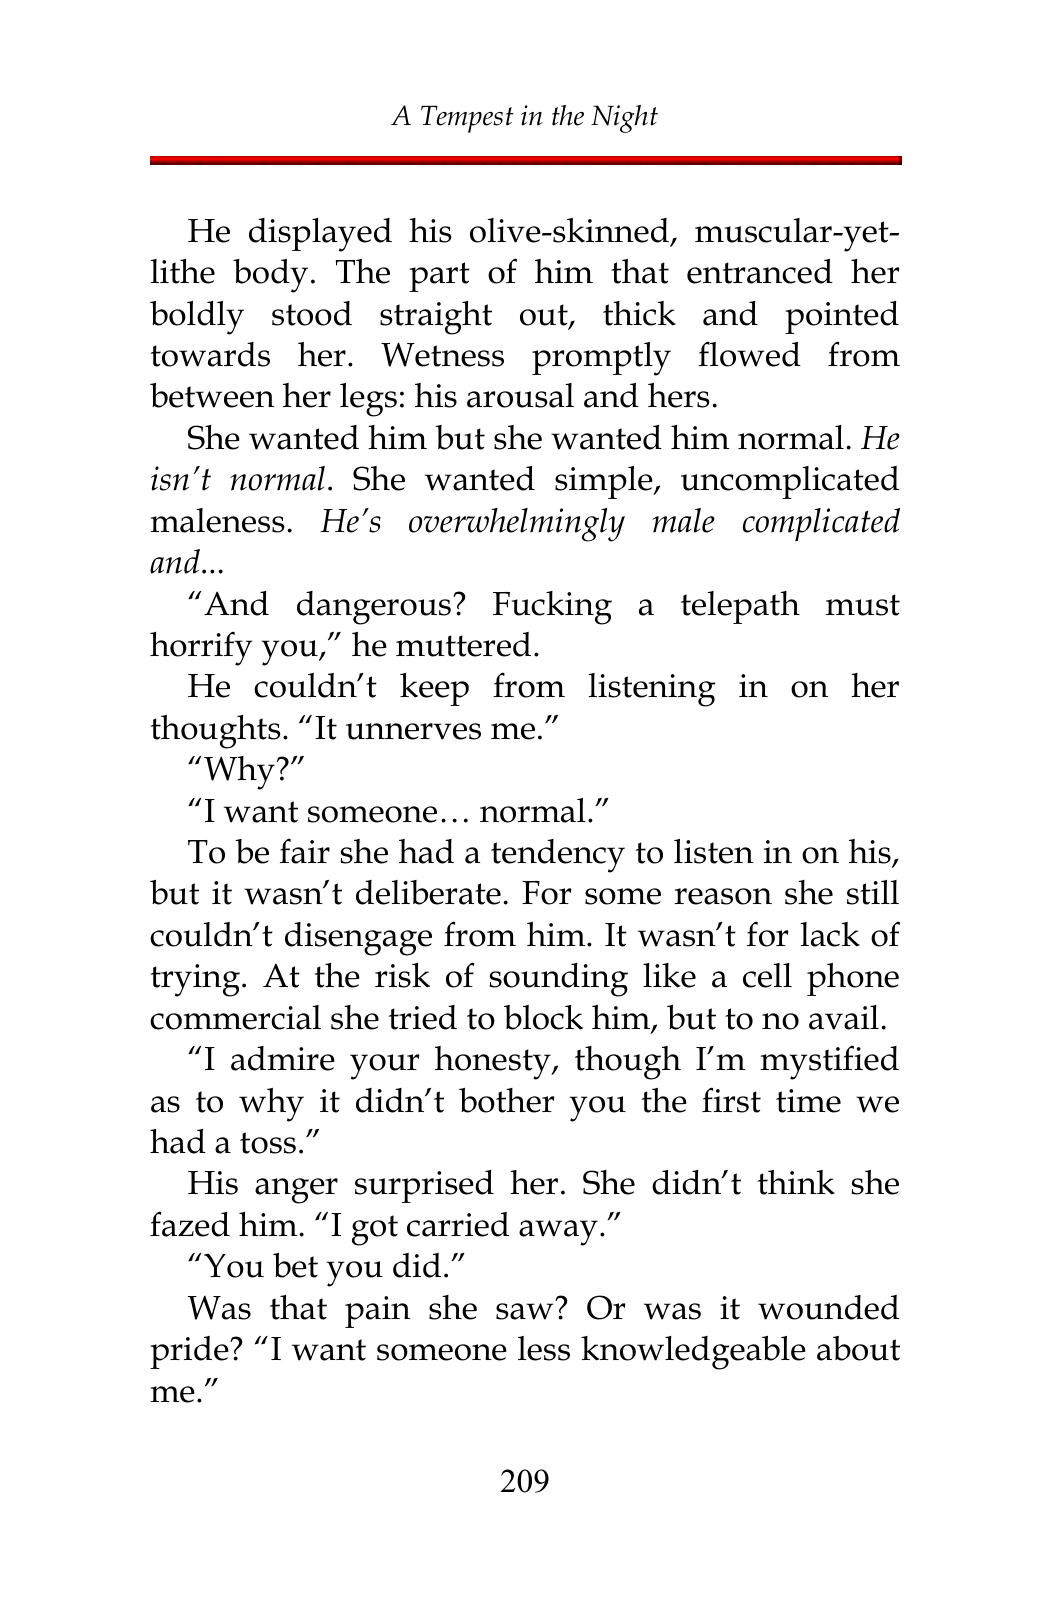 A Tempest in the Night
He displayed his olive-skinned, muscular-yet-
lithe body. The part of him that entranced her
boldly stood straight out, thick and pointed
towards her. Wetness promptly flowed from
between her legs: his arousal and hers.
She wanted him but she wanted him normal. He
isn’t normal. She wanted simple, uncomplicated
maleness. He’s overwhelmingly male complicated
and...
“And dangerous? Fucking a telepath must
horrify you,” he muttered.
He couldn’t keep from listening in on her
thoughts. “It unnerves me.”
“Why?”
“I want someone… normal.”
To be fair she had a tendency to listen in on his,
but it wasn’t deliberate. For some reason she still
couldn’t disengage from him. It wasn’t for lack of
trying. At the risk of sounding like a cell phone
commercial she tried to block him, but to no avail.
“I admire your honesty, though I’m mystified
as to why it didn’t bother you the first time we
had a toss.”
His anger surprised her. She didn’t think she
fazed him. “I got carried away.”
“You bet you did.”
Was that pain she saw? Or was it wounded
pride? “I want someone less knowledgeable about
me.”
209